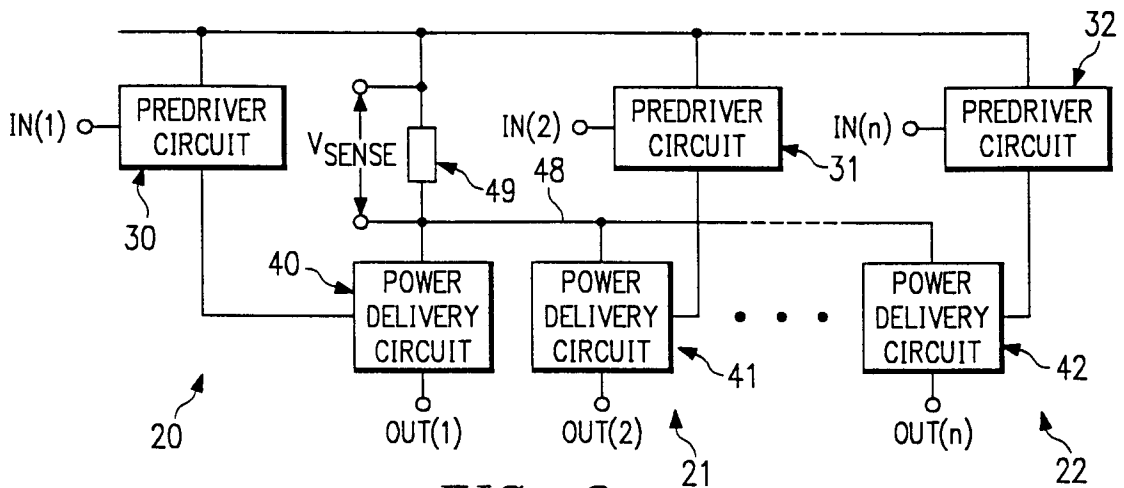 32
PREDRIVER
CIRCUIT
PREDRIVER
CIRCUIT
PREDRIVER
CIRCUIT
IN(1)
IN(2)
IN(n)
VSENSE
49
48
31
30
40
POWER
DELIVERY
CIRCUIT
POWER
DELIVERY
CIRCUIT
POWER
DELIVERY
CIRCUIT
41
42
20
OUT(1)
OUT(2)
21
OUT(n)
22